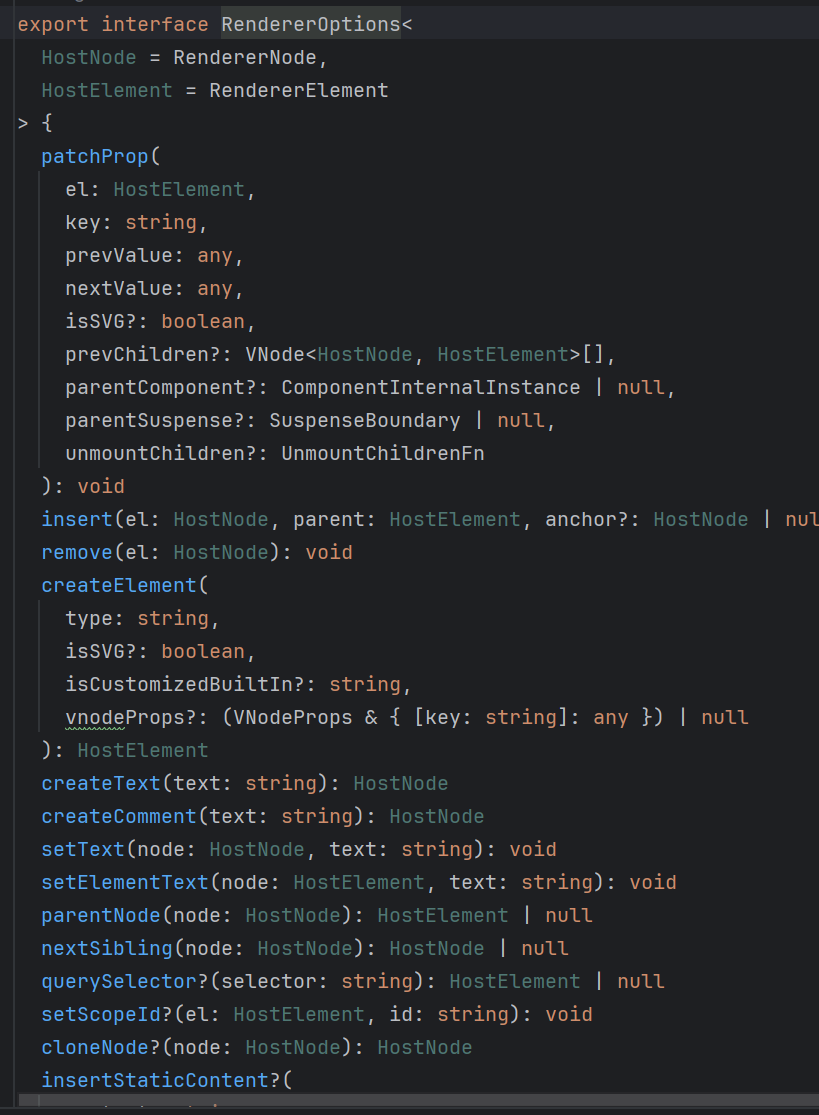 export interface RendererOptions<
  HostNode = RendererNode,
  HostElement = RendererElement
> {
  patchProp(
    el: HostElement,
    key: string,
    prevValue: any,
    nextValue: any,
    isSVG?: boolean,
    prevChildren?: VNode<HostNode, HostElement>[],
    parentComponent?: ComponentInternalInstance | null,
    parentSuspense?: SuspenseBoundary | null,
    unmountChildren?: UnmountChildrenFn
  ): void
  insert(el: HostNode, parent: HostElement, anchor?: HostNode | nul
  remove(el: HostNode): void
  createElement(
    type: string,
    isSVG?: boolean,
    isCustomizedBuiltIn?: string,
    vnodeProps?: (VNodeProps & { [key: string]: any }) | null
  ): HostElement
  createText(text: string): HostNode
  createComment(text: string): HostNode
  setText(node: HostNode, text: string): void
  setElementText(node: HostElement, text: string): void
  parentNode(node: HostNode): HostElement | null
  nextSibling(node: HostNode): HostNode | null
  querySelector?(selector: string): HostElement | null
  setScopeId?(el: HostElement, id: string): void
  cloneNode?(node: HostNode): HostNode
  insertStaticContent?(